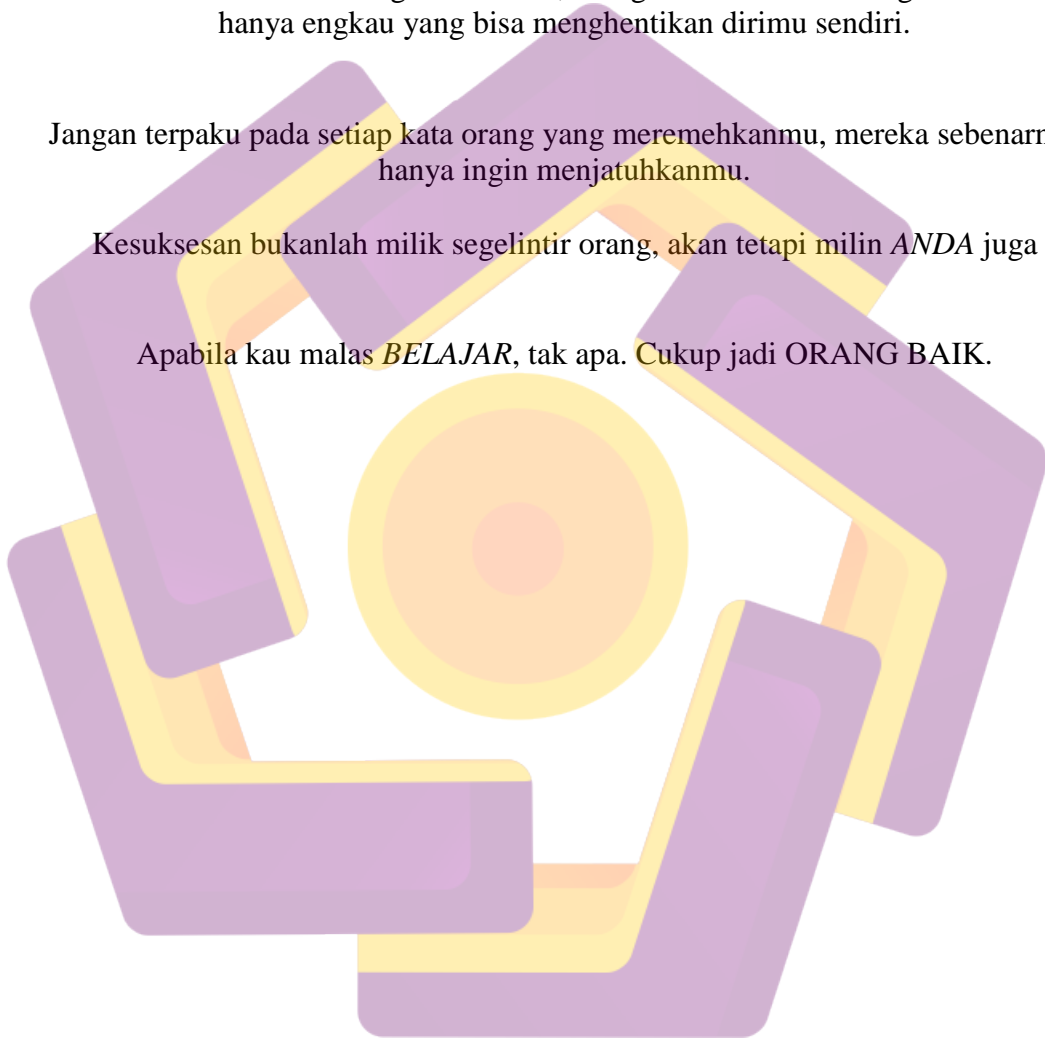 hanya engkau yang bisa menghentikan dirimu sendiri.
Jangan terpaku pada setiap kata orang yang meremehkanmu, mereka
hanya ingin menjatuhkanmu.
Kesuksesan bukanlah milik segelintir orang, akan tetapi milin ANDA juga
Apabila kau malas BELAJAR, tak apa. Cukup jadi ORANG BAIK.